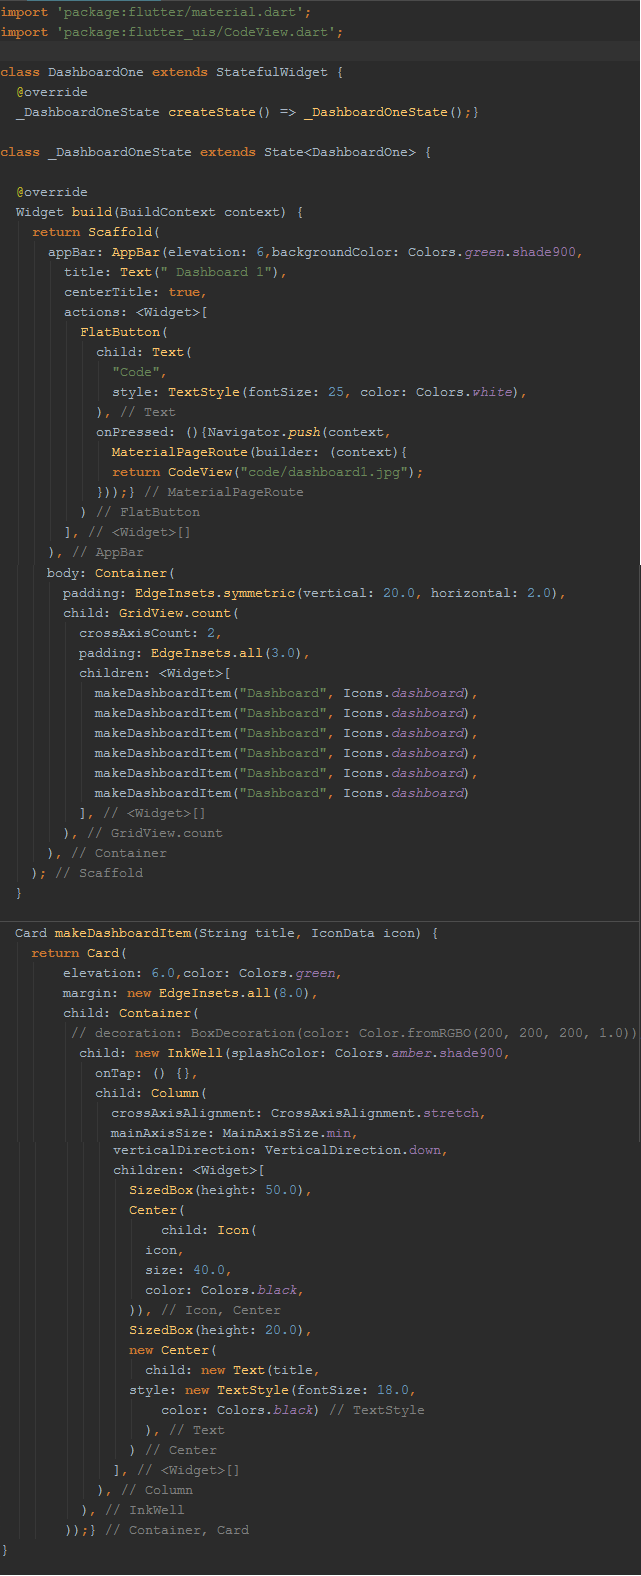 import 'package:flutter/material.dart';
import 'package:flutter_uis/CodeView.dart';

class DashboardOne extends StatefulWidget {
  @override
  _DashboardOneState createState() => _DashboardOneState();}

class _DashboardOneState extends State<DashboardOne> {

  @override
  Widget build(BuildContext context) {
    return Scaffold(
      appBar: AppBar(elevation: 6,backgroundColor: Colors.green.shade900,
        title: Text(" Dashboard 1"),
        centerTitle: true,
        actions: <Widget>[
          FlatButton(
            child: Text(
              "Code",
              style: TextStyle(fontSize: 25, color: Colors.white),
            ), // Text
            onPressed: (){Navigator.push(context,
              MaterialPageRoute(builder: (context){
              return CodeView("code/dashboard1.jpg");
            }));} // MaterialPageRoute
          ) // FlatButton
        ], // <Widget>[]
      ), // AppBar
      body: Container(
        padding: EdgeInsets.symmetric(vertical: 20.0, horizontal: 2.0),
        child: GridView.count(
          crossAxisCount: 2,
          padding: EdgeInsets.all(3.0),
          children: <Widget>[
            makeDashboardItem("Dashboard", Icons.dashboard),
            makeDashboardItem("Dashboard", Icons.dashboard),
            makeDashboardItem("Dashboard", Icons.dashboard),
            makeDashboardItem("Dashboard", Icons.dashboard),
            makeDashboardItem("Dashboard", Icons.dashboard),
            makeDashboardItem("Dashboard", Icons.dashboard)
          ], // <Widget>[]
        ), // GridView.count
      ), // Container
    ); // Scaffold
  }

  Card makeDashboardItem(String title, IconData icon) {
    return Card(
        elevation: 6.0,color: Colors.green,
        margin: new EdgeInsets.all(8.0),
        child: Container(
         // decoration: BoxDecoration(color: Color.fromRGBO(200, 200, 200, 1.0))
          child: new InkWell(splashColor: Colors.amber.shade900,
            onTap: () {},
            child: Column(
              crossAxisAlignment: CrossAxisAlignment.stretch,
              mainAxisSize: MainAxisSize.min,
              verticalDirection: VerticalDirection.down,
              children: <Widget>[
                SizedBox(height: 50.0),
                Center(
                    child: Icon(
                  icon,
                  size: 40.0,
                  color: Colors.black,
                )), // Icon, Center
                SizedBox(height: 20.0),
                new Center(
                  child: new Text(title,
                style: new TextStyle(fontSize: 18.0,
                    color: Colors.black) // TextStyle
                  ), // Text
                ) // Center
              ], // <Widget>[]
            ), // Column
          ), // InkWell
        ));} // Container, Card
}